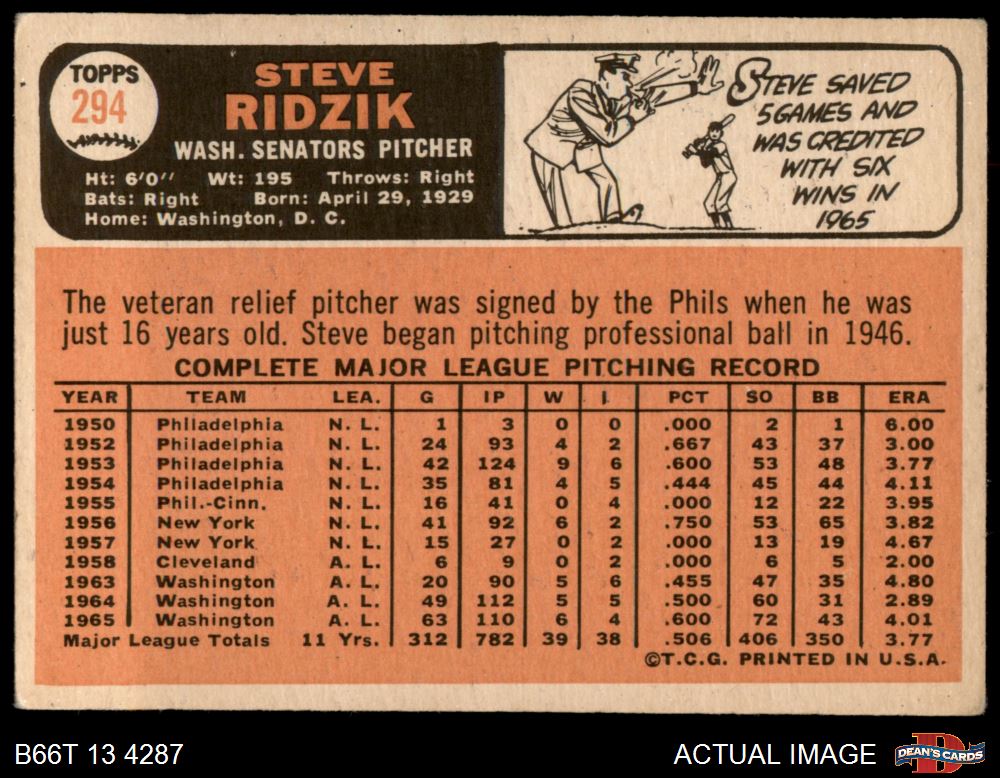 TOPPS
294
STEVE
RIDZIK
WASH. SENATORS PITCHER
Ht: 6'0" Wt: 195 Throws: Right
Bats: Right Born: April 29, 1929
Home: Washington, D. C.
STEVE SAVED
5 GAMES AND
WAS CREDITED
WITH SIX
WINS IN
1965
The veteran relief pitcher was signed by the Phils when he was
just 16 years old. Steve began pitching professional ball in 1946.
COMPLETE MAJOR LEAGUE PITCHING RECORD
YEAR TEAM LEA. G IP W L PCT SO BB ERA
1950 Philadelphia N. L. 1 3 0 0 .000 2 1 6.00
1952 Philadelphia N. L. 24 93 4 2 .667 43 37 3.00
1953 Philadelphia N. L. 42 124 9 6 .600 53 48 3.77
1954 Philadelphia N. L. 35 81 4 5 .444 45 44 4.11
1955 Phil.-Cinn. N. L. 16 41 0 4 .000 12 22 3.95
1956 New York N. L. 41 92 6 2 .750 53 65 3.82
1957 New York N. L. 15 27 0 2 .000 13 19 4.67
1958 Cleveland A. L. 6 9 0 2 .000 6 5 2.00
1963 Washington A. L. 20 90 5 6 .455 47 35 4.80
1964 Washington A. L. 49 112 5 5 .500 60 31 2.89
1965 Washington A. L. 63 110 6 4 .600 72 43 4.01
Major League Totals 11 Yrs. 312 782 39 38 .506 406 350 3.77
©T.C.G. PRINTED IN U.S.A.
B66T 13 4287
ACTUAL IMAGE
DEAN'S CARDS